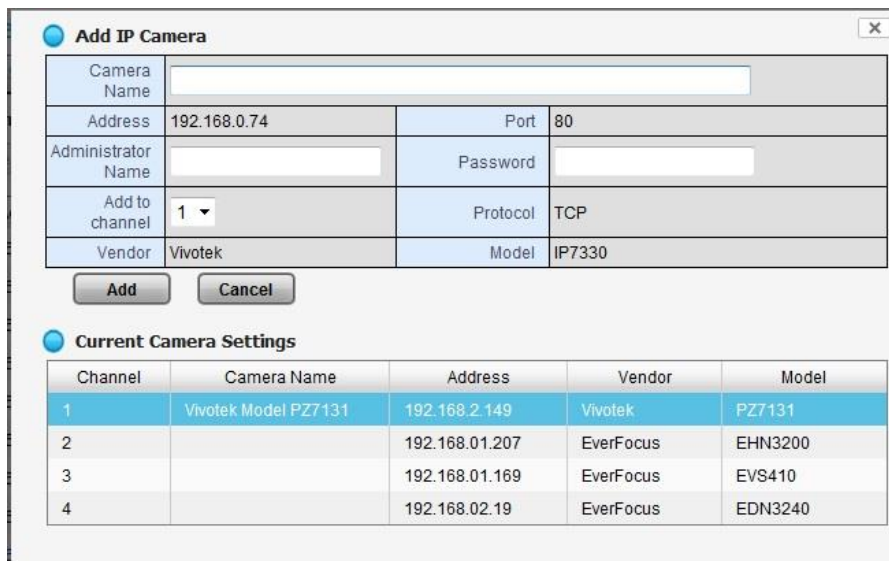 Add IP Camera
Camera Name
Address 192.168.0.74 Port 80
Administrator Name Password
Add to channel 1 Protocol TCP
Vendor Vivotek Model IP7330
Add Cancel
Current Camera Settings
Channel Camera Name Address Vendor Model
1 Vivotek Model PZ7131 192.168.2.149 Vivotek PZ7131
2 192.168.01.207 EverFocus EHN3200
3 192.168.01.169 EverFocus EVS410
4 192.168.02.19 EverFocus EDN3240